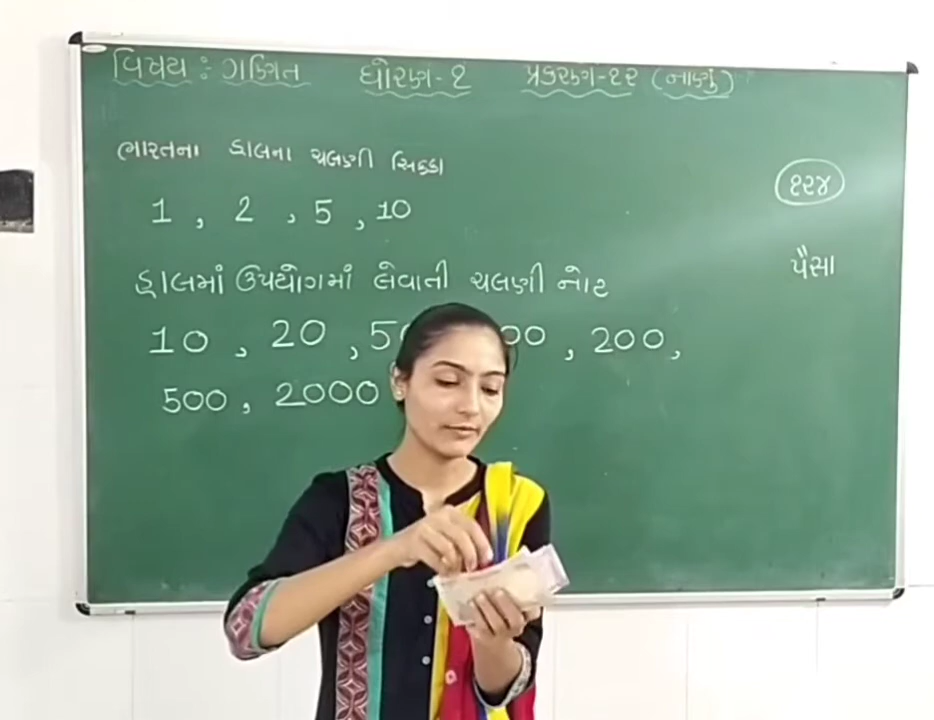 વિષય : ગણિત ધોરણ-૧ પ્રકરણ-૧૨ (નાણું)
ભારતના હાલના ચલણી સિક્કા
૧૨૪
1 , 2 , 5 , 10
પૈસા
હાલમાં ઉપયોગમાં લેવાતી ચલણી નોટ
10 , 20 , 200 ,
500 , 2000